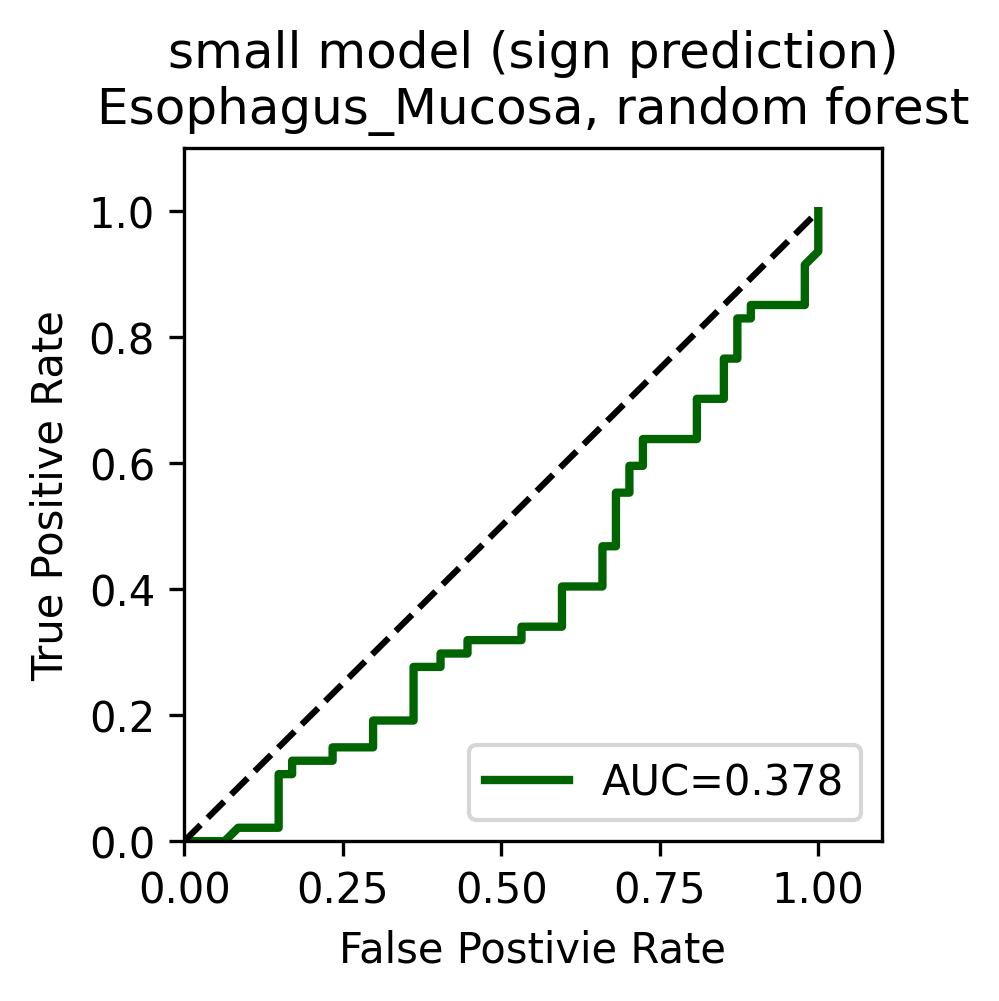 small model (sign prediction)
Esophagus_Mucosa, random forest
1.0
0.8
0.6
0.4
0.2
0.0
True Positive Rate
AUC=0.378
0.00 0.25 0.50 0.75 1.00
False Postivie Rate